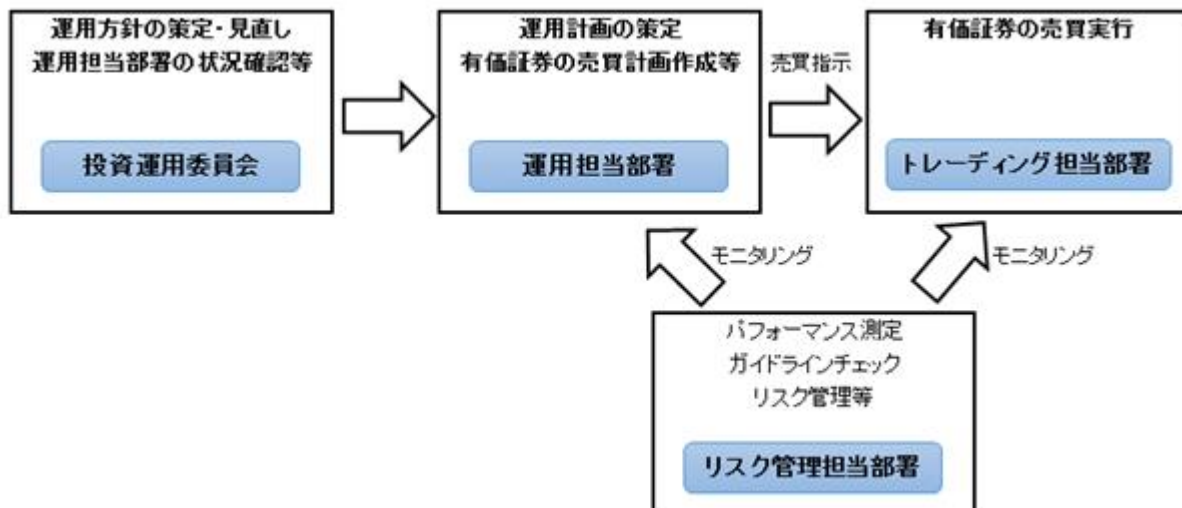 運用方針の策定・見直し
運用担当部署の状況確認等
投資運用委員会
運用計画の策定
有価証券の売買計画作成等
運用担当部署
売買指示
有価証券の売買実行
トレーディング担当部署
モニタリング
モニタリング
パフォーマンス測定
ガイドラインチェック
リスク管理等
リスク管理担当部署